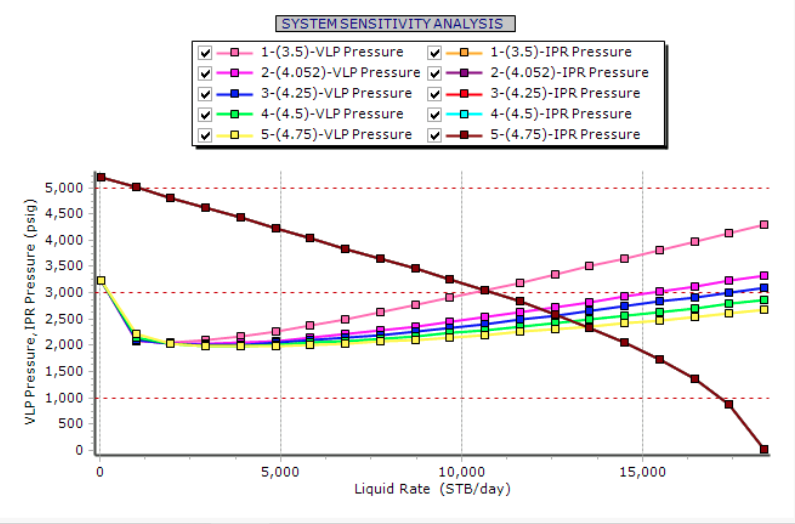 SYSTEM SENSITIVITY ANALYSIS
1-(3.5)-VLP Pressure 1-(3.5)-IPR Pressure
2-(4.052)-VLP Pressure 2-(4.052)-IPR Pressure
3-(4.25)-VLP Pressure 3-(4.25)-IPR Pressure
4-(4.5)-VLP Pressure 4-(4.5)-IPR Pressure
5-(4.75)-VLP Pressure 5-(4.75)-IPR Pressure
VLP Pressure, IPR Pressure (psig)
5,000
4,500
4,000
3,500
3,000
2,500
2,000
1,500
1,000
500
0
0 5,000 10,000 15,000
Liquid Rate (STB/day)